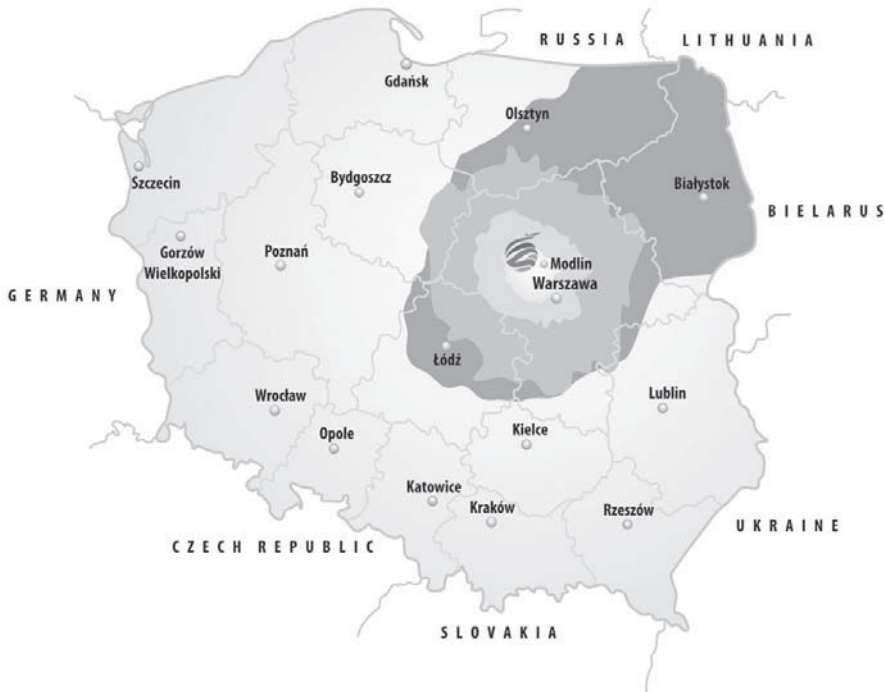 RUSSIA
LITHUANIA
Gdańsk
Olsztyn
Szczecin
Bydgoszcz
Białystok
BIELARUS
Gorzów
Wielkopolski
Poznań
Modlin
Warszawa
GERMANY
Łódź
Wrocław
Lublin
Opole
Kielce
Katowice
Kraków
Rzeszów
UKRAINE
CZECH REPUBLIC
SLOVAKIA